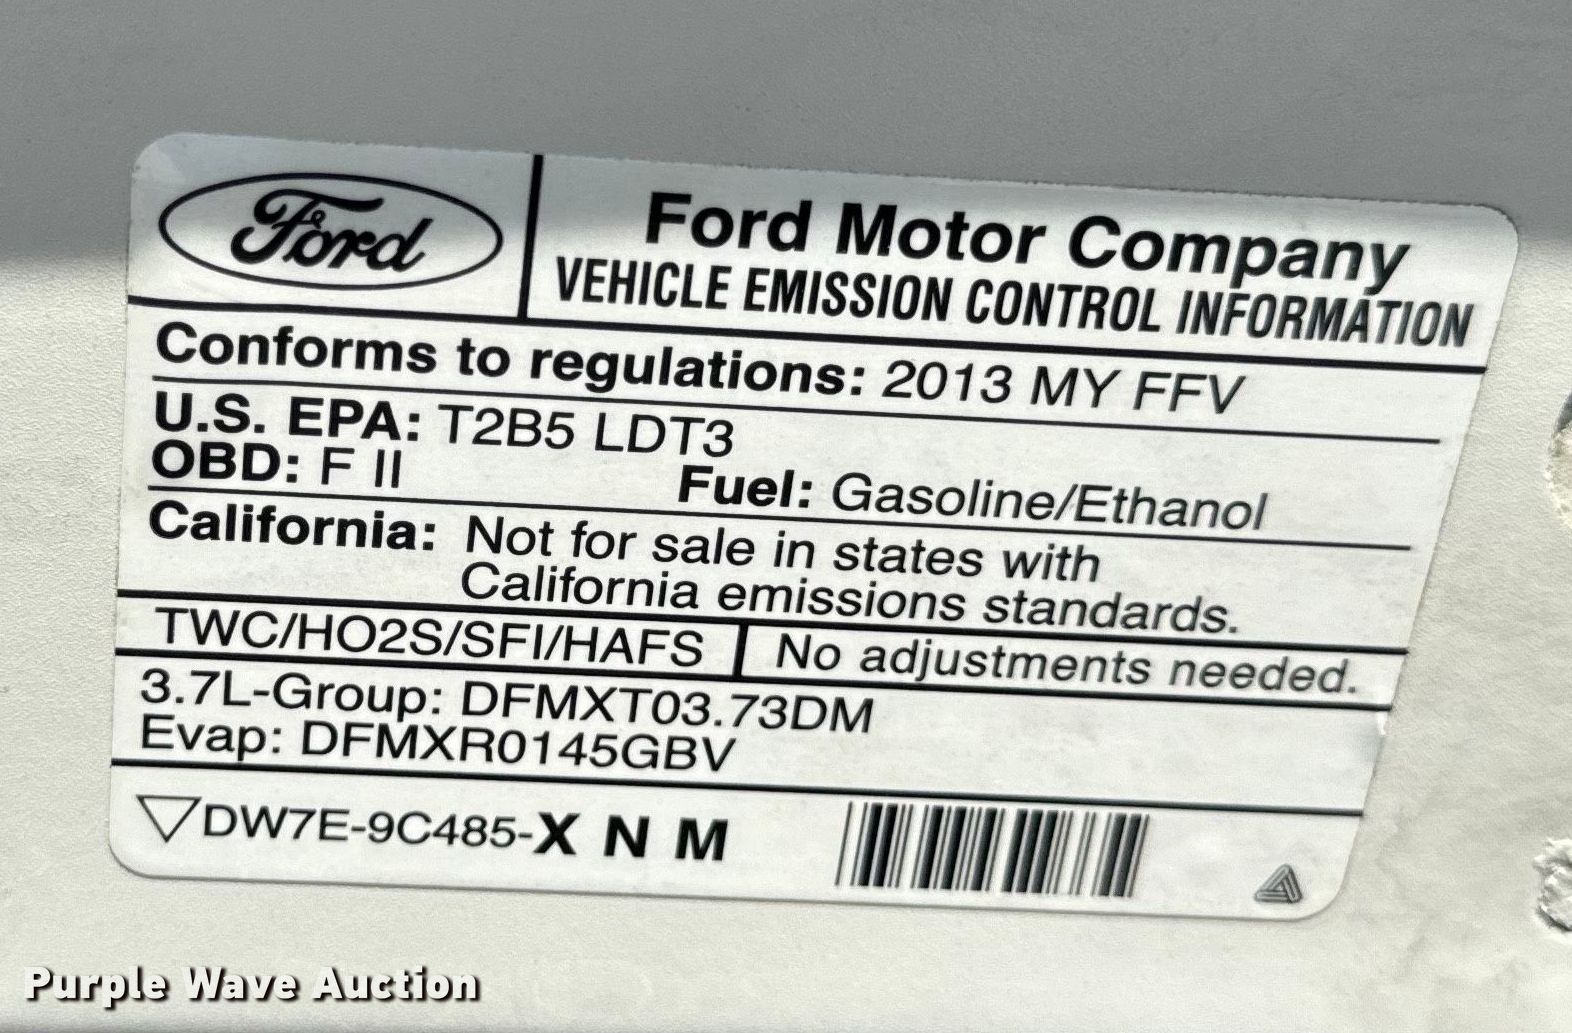 Ford
Ford Motor Company
VEHICLE EMISSION CONTROL INFORMATION
Conforms to regulations: 2013 MY FFV
U.S. EPA: T2B5 LDT3
OBD: F II Fuel: Gasoline/Ethanol
California: Not for sale in states with
California emissions standards.
TWC/HO2S/SFI/HAFS No adjustments needed.
3.7L-Group: DFMXT03.73DM
Evap: DFMXR0145GBV
DW7E-9C485-X N M
Purple Wave Auction